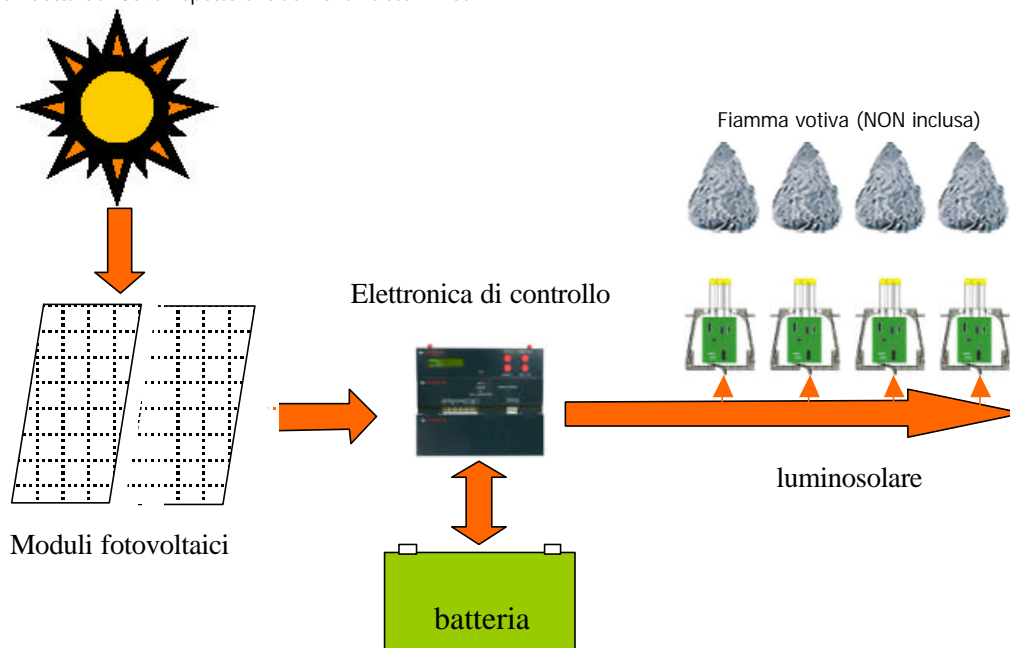 Fiamma votiva (NON inclusa)
Elettronica di controllo
luminosolare
Moduli fotovoltaici
batteria